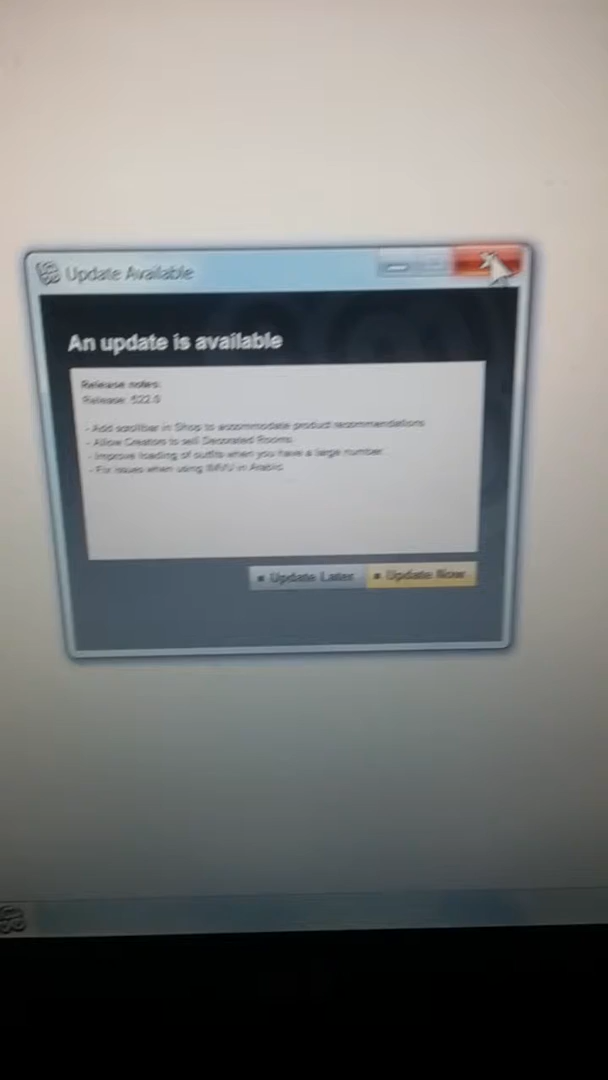 Update Available
An update is available
Release notes:
Release: 522.0
- Add scrollbar in Shop to accommodate product recommendations
- Allow Creators to sell Decorated Rooms
- Improve loading of outfits when you have a large number
- Fix issues when using IMVU in Arabic
Update Later
Update Now